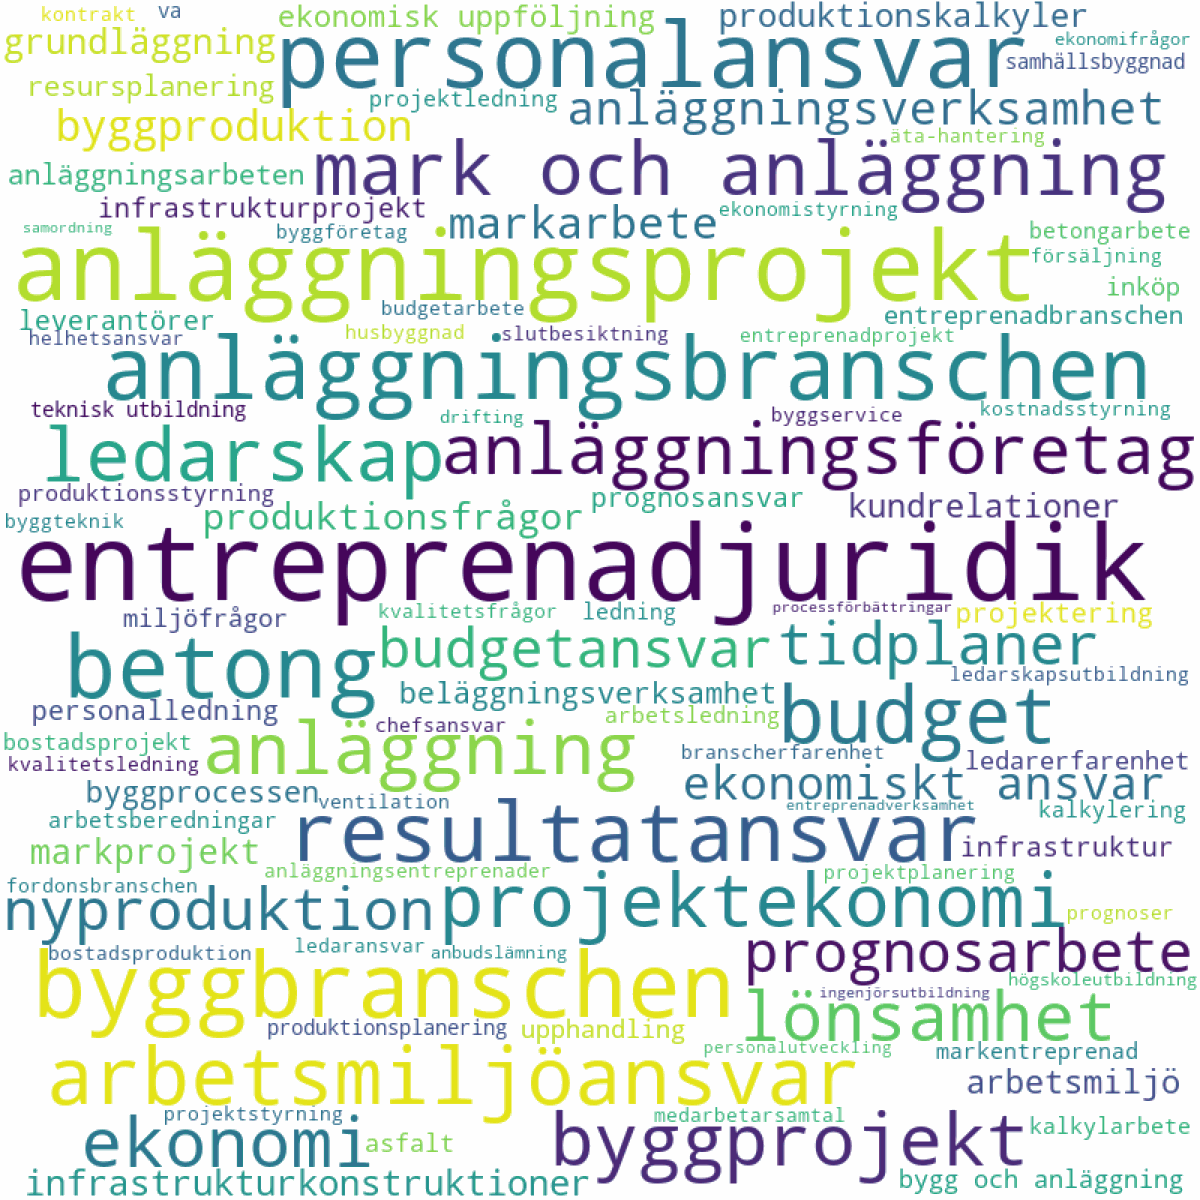 kontrakt
va
ekonomisk uppföljning
produktionskalkyler
grundläggning
personalansvar
ekonomifrågor
samhällsbyggnad
resursplanering
projektledning
anläggningsverksamhet
byggproduktion
äta-hantering
mark och anläggning
anläggningsarbeten
infrastrukturprojekt
markarbete
ekonomistyrning
samordning
byggföretag
betongarbete
anläggningsprojekt
försäljning
inköp
budgetarbete
leverantörer
entreprenadbranschen
helhetsansvar
husbyggnad
slutbesiktning
entreprenadprojekt
anläggningsbranschen
teknisk utbildning
drifting
byggservice
kostnadsstyrning
ledarskap
anläggningsföretag
produktionsstyrning
prognosansvar
kundrelationer
byggteknik
produktionsfrågor
entreprenadjuridik
miljöfrågor
kvalitetsfrågor
ledning
processförbättringar
projektering
betong
budgetansvar
tidplaner
ledarskapsutbildning
beläggningsverksamhet
personalledning
chefsansvar
arbetsledning
budget
bostadsprojekt
anläggning
branscherfarenhet
kvalitetsledning
ledarerfarenhet
byggprocessen
ventilation
ekonomiskt ansvar
entreprenadverksamhet
kalkylering
arbetsberedningar
resultatansvar
markprojekt
infrastruktur
anläggningsentreprenader
projektplanering
fordonsbranschen
nyproduktion
projektekonomi
prognoser
bostadsproduktion
ledaransvar
anbudslämning
prognosarbete
byggbranschen
högskoleutbildning
ingenjörsutbildning
lönsamhet
produktionsplanering
upphandling
personalutveckling
markentreprenad
arbetsmiljöansvar
arbetsmiljö
projektstyrning
medarbetarsamtal
ekonomi
asfalt
byggprojekt
kalkylarbete
infrastrukturkonstruktioner
bygg och anläggning